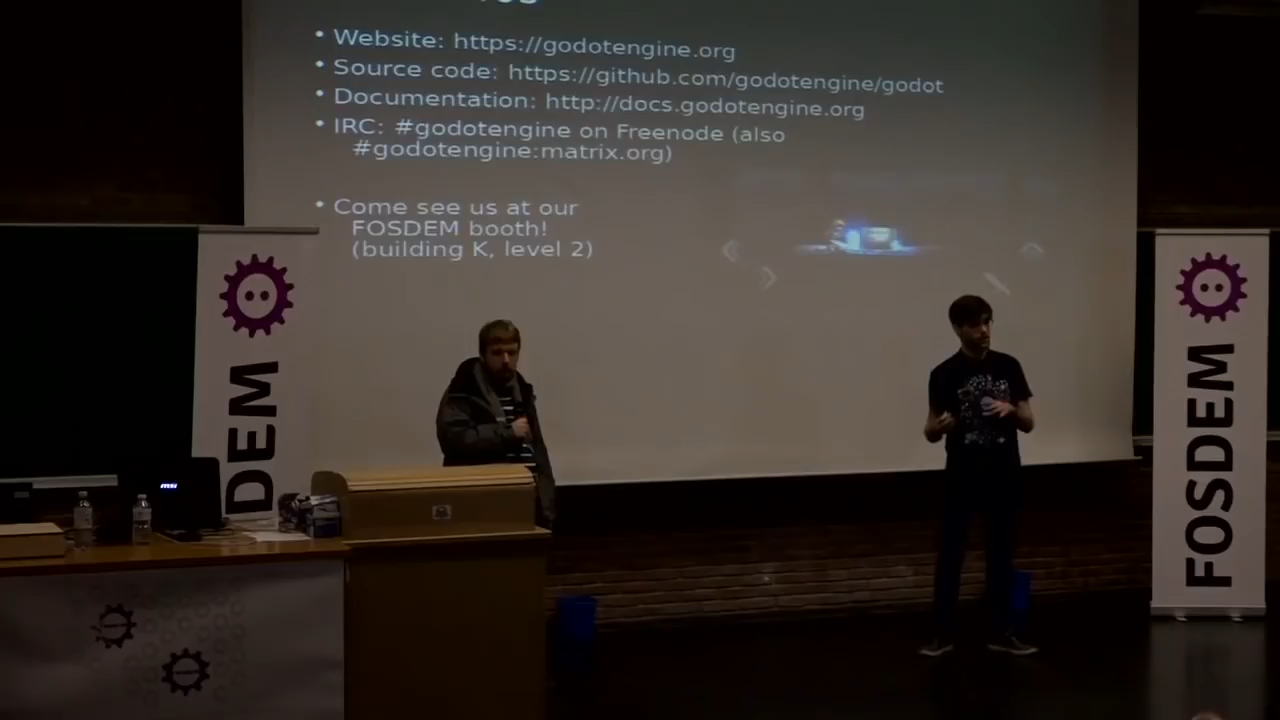 • Website: https://godotengine.org
• Source code: https://github.com/godotengine/godot
• Documentation: http://docs.godotengine.org
• IRC: #godotengine on Freenode (also
#godotengine:matrix.org)
• Come see us at our
FOSDEM booth!
(building K, level 2)
DEM
FOSDEM
msi